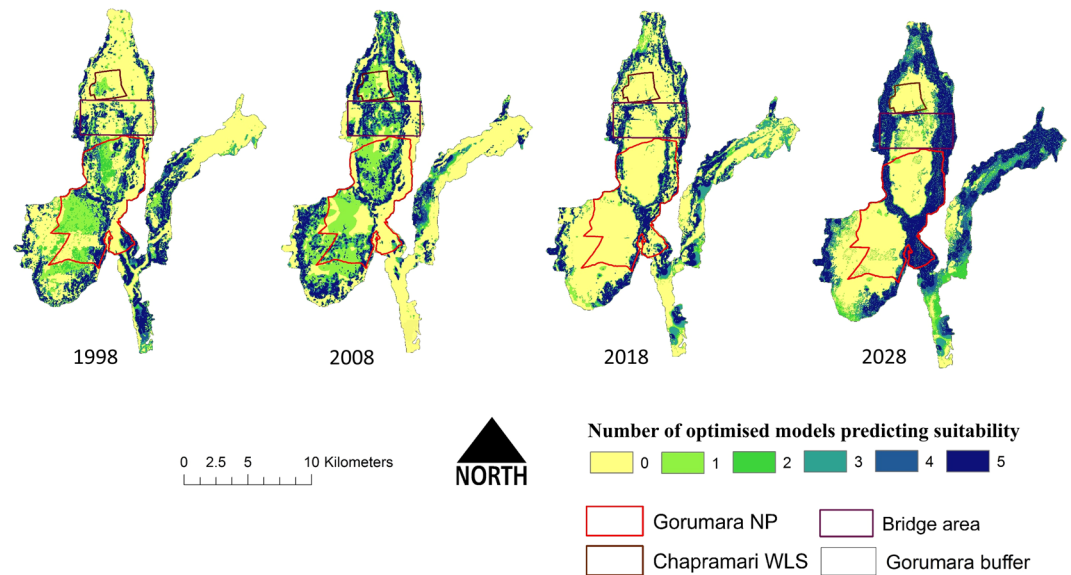 1998
2008
2018
2028
0 2.5 5 10 Kilometers
NORTH
Number of optimised models predicting suitability
0 1 2 3 4 5
Gorumara NP Bridge area
Chapramari WLS Gorumara buffer